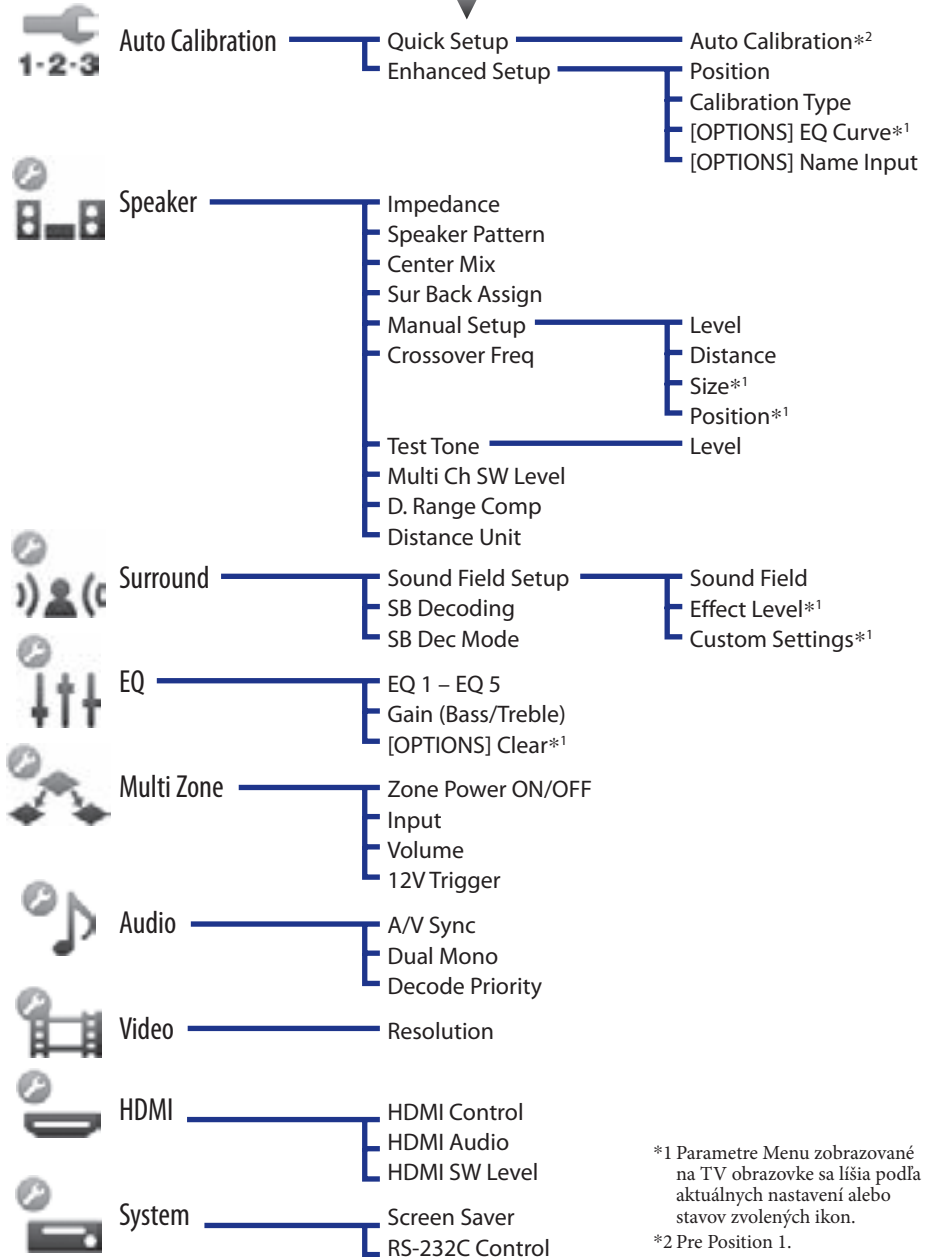 1-2-3
Auto Calibration
Quick Setup
Auto Calibration*2
Enhanced Setup
Position
Calibration Type
[OPTIONS] EQ Curve*1
[OPTIONS] Name Input
Speaker
Impedance
Speaker Pattern
Center Mix
Sur Back Assign
Manual Setup
Level
Crossover Freq
Distance
Size*1
Position*1
Test Tone
Level
Multi Ch SW Level
D. Range Comp
Distance Unit
Surround
Sound Field Setup
Sound Field
SB Decoding
Effect Level*1
SB Dec Mode
Custom Settings*1
EQ
EQ 1 – EQ 5
Gain (Bass/Treble)
[OPTIONS] Clear*1
Multi Zone
Zone Power ON/OFF
Input
Volume
12V Trigger
Audio
A/V Sync
Dual Mono
Decode Priority
Video
Resolution
HDMI
HDMI Control
HDMI Audio
HDMI SW Level
System
Screen Saver
RS-232C Control
*1 Parametre Menu zobrazované
na TV obrazovke sa líšia podľa
aktuálnych nastavení alebo
stavov zvolených ikon.
*2 Pre Position 1.